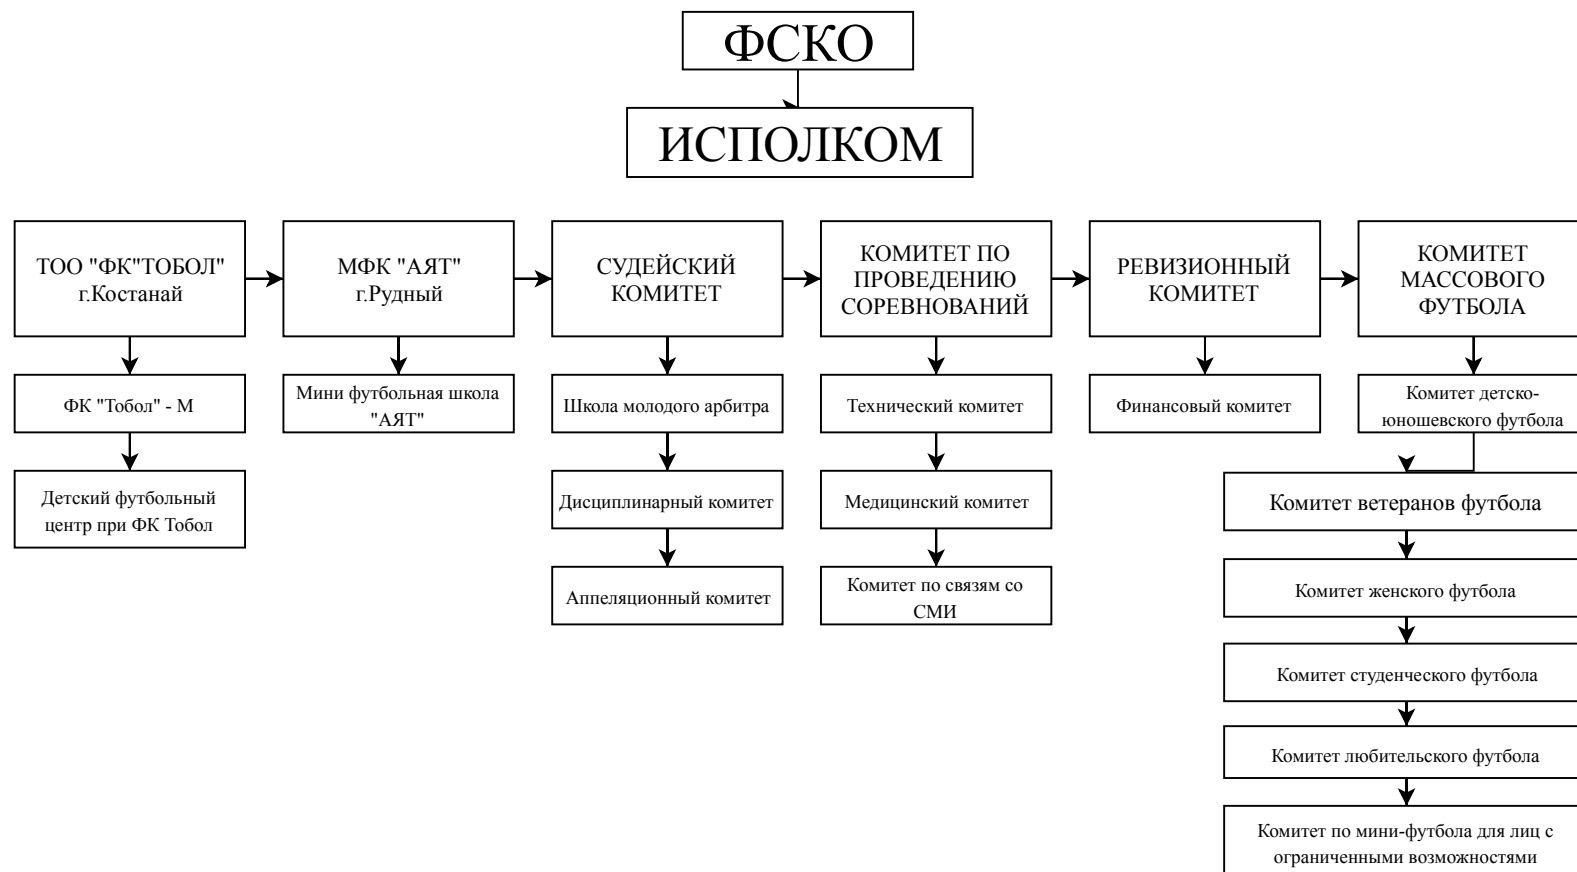 ФСКО
ИСПОЛКОМ
ТОО "ФК"ТОБОЛ"
г.Костанай
МФК "АЯТ"
г.Рудный
СУДЕЙСКИЙ
КОМИТЕТ
КОМИТЕТ ПО
ПРОВЕДЕНИЮ
СОРЕВНОВАНИЙ
РЕВИЗИОННЫЙ
КОМИТЕТ
КОМИТЕТ
МАССОВОГО
ФУТБОЛА
ФК "Тобол" - М
Мини футбольная школа
"АЯТ"
Школа молодого арбитра
Технический комитет
Финансовый комитет
Комитет детско-
юношевского футбола
Детский футбольный
центр при ФК Тобол
Дисциплинарный комитет
Медицинский комитет
Комитет ветеранов футбола
Аппеляционный комитет
Комитет по связям со
СМИ
Комитет женского футбола
Комитет студенческого футбола
Комитет любительского футбола
Комитет по мини-футбола для лиц с
ограниченными возможностями